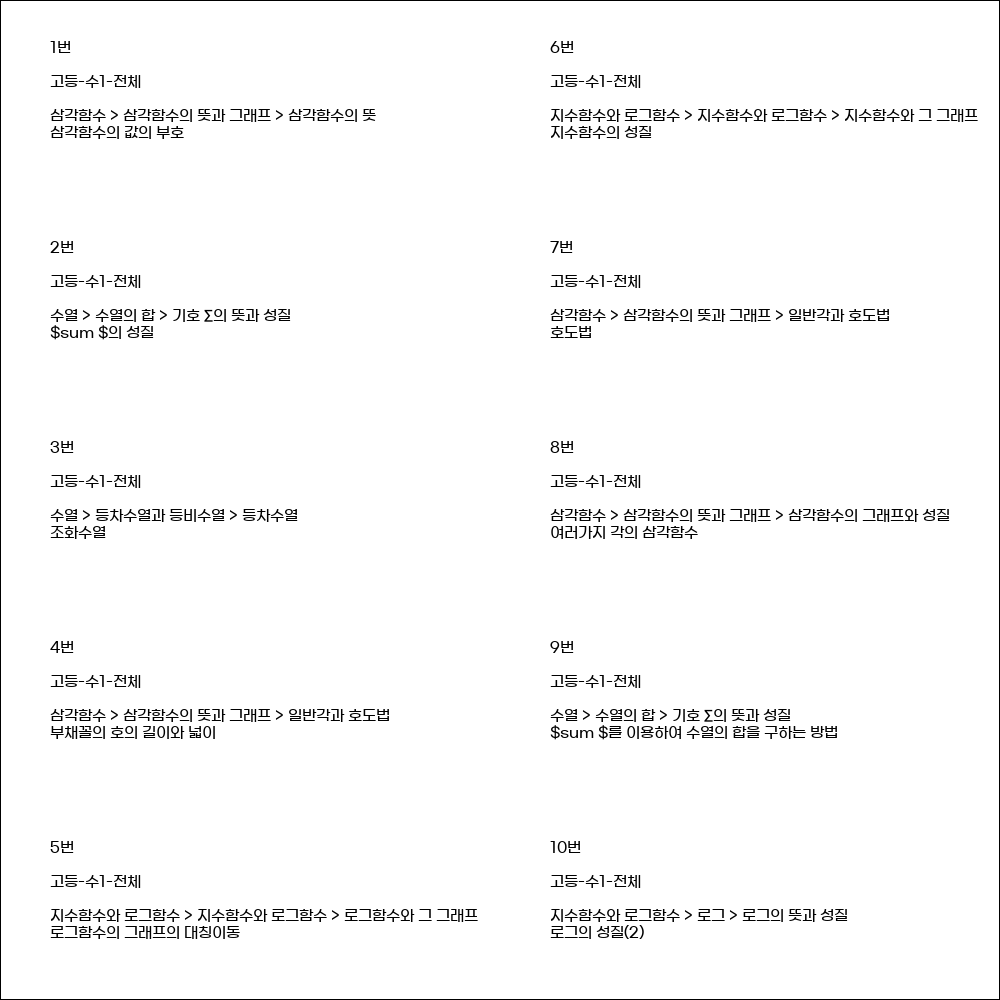 1번
고등-수1-전체
삼각함수 > 삼각함수의 뜻과 그래프 > 삼각함수의 뜻
삼각함수의 값의 부호
2번
고등-수1-전체
수열 > 수열의 합 > 기호 ∑의 뜻과 성질
$sum $의 성질
3번
고등-수1-전체
수열 > 등차수열과 등비수열 > 등차수열
조화수열
4번
고등-수1-전체
삼각함수 > 삼각함수의 뜻과 그래프 > 일반각과 호도법
부채꼴의 호의 길이와 넓이
5번
고등-수1-전체
지수함수와 로그함수 > 지수함수와 로그함수 > 로그함수와 그 그래프
로그함수의 그래프의 대칭이동
6번
고등-수1-전체
지수함수와 로그함수 > 지수함수와 로그함수 > 지수함수와 그 그래프
지수함수의 성질
7번
고등-수1-전체
삼각함수 > 삼각함수의 뜻과 그래프 > 일반각과 호도법
호도법
8번
고등-수1-전체
삼각함수 > 삼각함수의 뜻과 그래프 > 삼각함수의 그래프와 성질
여러가지 각의 삼각함수
9번
고등-수1-전체
수열 > 수열의 합 > 기호 ∑의 뜻과 성질
$sum $를 이용하여 수열의 합을 구하는 방법
10번
고등-수1-전체
지수함수와 로그함수 > 로그 > 로그의 뜻과 성질
로그의 성질(2)